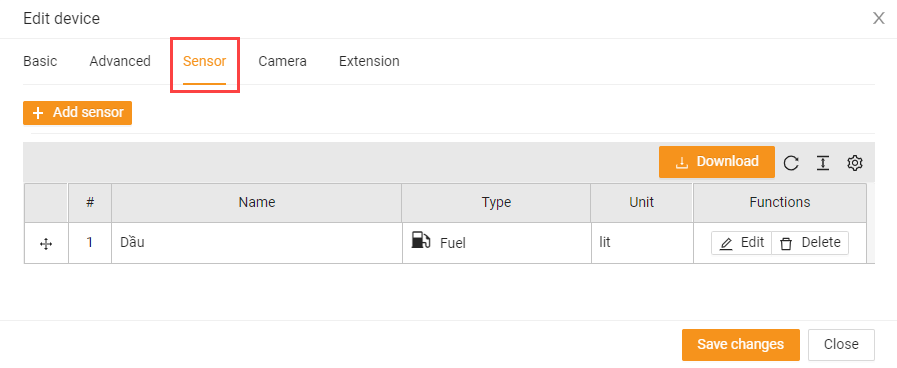 Edit device
Basic Advanced Sensor Camera Extension
Add sensor
Download
# Name Type Unit Functions
1 Dầu Fuel lit Edit Delete
Save changes Close